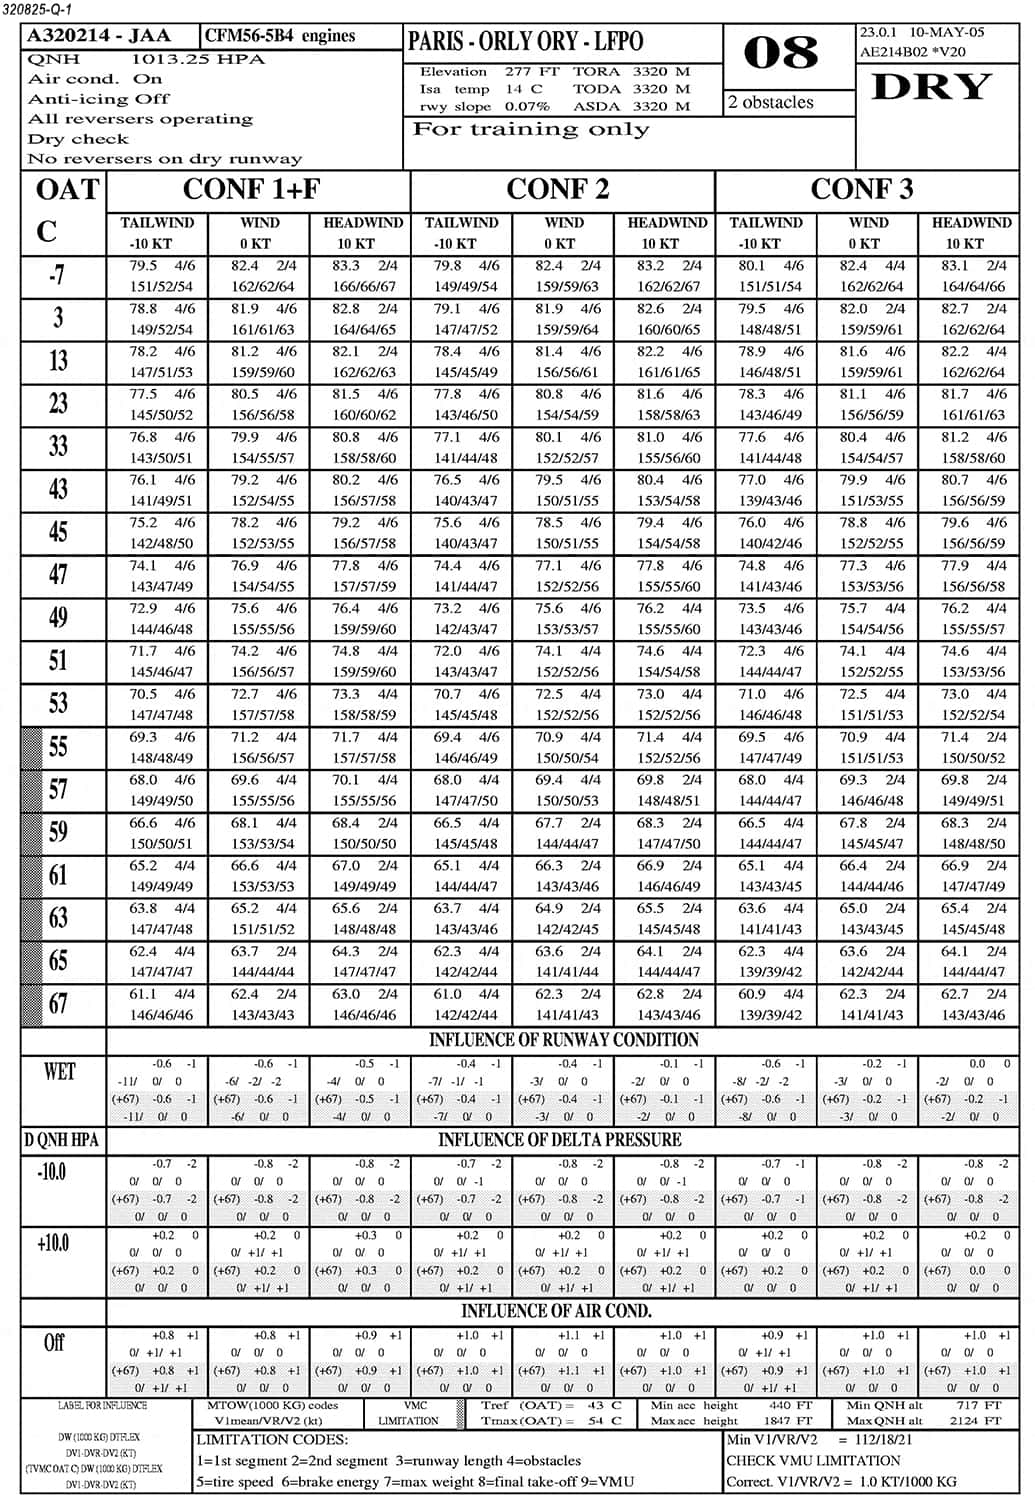 320825-Q-1
A320214 - JAA CFM56-5B4 engines PARIS - ORLY ORY - LFPO 08 23.0.1 10-MAY-05
AE214B02 *V20
QNH 1013.25 HPA Elevation 277 FT TORA 3320 M DRY
Air cond. On Isa temp 14 C TODA 3320 M
Anti-icing Off rwy slope 0.07% ASDA 3320 M 2 obstacles
All reversers operating For training only
Dry check
No reversers on dry runway
OAT CONF 1+F CONF 2 CONF 3
C TAILWIND WIND HEADWIND TAILWIND WIND HEADWIND TAILWIND WIND HEADWIND
-10 KT 0 KT 10 KT -10 KT 0 KT 10 KT -10 KT 0 KT 10 KT
-7 79.5 4/6 82.4 2/4 83.3 2/4 79.8 4/6 82.4 2/4 83.2 2/4 80.1 4/6 82.4 4/4 83.1 2/4
151/52/54 162/62/64 166/66/67 149/49/54 159/59/63 162/62/67 151/51/54 162/62/64 164/64/66
3 78.8 4/6 81.9 4/6 82.8 2/4 79.1 4/6 81.9 4/6 82.6 2/4 79.5 4/6 82.0 2/4 82.7 2/4
149/52/54 161/61/63 164/64/65 147/47/52 159/59/64 160/60/65 148/48/51 159/59/61 162/62/64
13 78.2 4/6 81.2 4/6 82.1 2/4 78.4 4/6 81.4 4/6 82.2 4/6 78.9 4/6 81.6 4/6 82.2 4/4
147/51/53 159/59/60 162/62/63 145/45/49 156/56/61 161/61/65 146/48/51 159/59/61 162/62/64
23 77.5 4/6 80.5 4/6 81.5 4/6 77.8 4/6 80.8 4/6 81.6 4/6 78.3 4/6 81.1 4/6 81.7 4/6
145/50/52 156/56/58 160/60/62 143/46/50 154/54/59 158/58/63 143/46/49 156/56/59 161/61/63
33 76.8 4/6 79.9 4/6 80.8 4/6 77.1 4/6 80.1 4/6 81.0 4/6 77.6 4/6 80.4 4/6 81.2 4/6
143/50/51 154/55/57 158/58/60 141/44/48 152/52/57 155/56/60 141/44/48 154/54/57 158/58/60
43 76.1 4/6 79.2 4/6 80.2 4/6 76.5 4/6 79.5 4/6 80.4 4/6 77.0 4/6 79.9 4/6 80.7 4/6
141/49/51 152/54/55 156/57/58 140/43/47 150/51/55 153/54/58 139/43/46 151/53/55 156/56/59
45 75.2 4/6 78.2 4/6 79.2 4/6 75.6 4/6 78.5 4/6 79.4 4/6 76.0 4/6 78.8 4/6 79.6 4/6
142/48/50 152/53/55 156/57/58 140/43/47 150/51/55 154/54/58 140/42/46 152/52/55 156/56/59
47 74.1 4/6 76.9 4/6 77.8 4/6 74.4 4/6 77.1 4/6 77.8 4/6 74.8 4/6 77.3 4/6 77.9 4/4
143/47/49 154/54/55 157/57/59 141/44/47 152/52/56 155/55/60 141/43/46 153/53/56 156/56/58
49 72.9 4/6 75.6 4/6 76.4 4/6 73.2 4/6 75.6 4/6 76.2 4/4 73.5 4/6 75.7 4/4 76.2 4/4
144/46/48 155/55/56 159/59/60 142/43/47 153/53/57 155/55/60 143/43/46 154/54/56 155/55/57
51 71.7 4/6 74.2 4/6 74.8 4/4 72.0 4/6 74.1 4/4 74.6 4/4 72.3 4/6 74.1 4/4 74.6 4/4
145/46/47 156/56/57 159/59/60 143/43/47 152/52/56 154/54/58 144/44/47 152/52/55 153/53/56
53 70.5 4/6 72.7 4/6 73.3 4/4 70.7 4/6 72.5 4/4 73.0 4/4 71.0 4/6 72.5 4/4 73.0 4/4
147/47/48 157/57/58 158/58/59 145/45/48 152/52/56 152/52/56 146/46/48 151/51/53 152/52/54
55 69.3 4/6 71.2 4/4 71.7 4/4 69.4 4/6 70.9 4/4 71.4 4/4 69.5 4/6 70.9 4/4 71.4 2/4
148/48/49 156/56/57 157/57/58 146/46/49 150/50/54 152/52/56 147/47/49 151/51/53 150/50/52
57 68.0 4/6 69.6 4/4 70.1 4/4 68.0 4/4 69.4 4/4 69.8 2/4 68.0 4/4 69.3 2/4 69.8 2/4
149/49/50 155/55/56 155/55/56 147/47/50 150/50/53 148/48/51 144/44/47 146/46/48 149/49/51
59 66.6 4/6 68.1 4/4 68.4 2/4 66.5 4/4 67.7 2/4 68.3 2/4 66.5 4/4 67.8 2/4 68.3 2/4
150/50/51 153/53/54 150/50/50 145/45/48 144/44/47 147/47/50 144/44/47 145/45/47 148/48/50
61 65.2 4/4 66.6 4/4 67.0 2/4 65.1 4/4 66.3 2/4 66.9 2/4 65.1 4/4 66.4 2/4 66.9 2/4
149/49/49 153/53/53 149/49/49 144/44/47 143/43/46 146/46/49 143/43/45 144/44/46 147/47/49
63 63.8 4/4 65.2 4/4 65.6 2/4 63.7 4/4 64.9 2/4 65.5 2/4 63.6 4/4 65.0 2/4 65.4 2/4
147/47/48 151/51/52 148/48/48 143/43/46 142/42/45 145/45/48 141/41/43 143/43/45 145/45/48
65 62.4 4/4 63.7 2/4 64.3 2/4 62.3 4/4 63.6 2/4 64.1 2/4 62.3 4/4 63.6 2/4 64.1 2/4
147/47/47 144/44/44 147/47/47 142/42/44 141/41/44 144/44/47 139/39/42 142/42/44 144/44/47
67 61.1 4/4 62.4 2/4 63.0 2/4 61.0 4/4 62.3 2/4 62.8 2/4 60.9 4/4 62.3 2/4 62.7 2/4
146/46/46 143/43/43 146/46/46 142/42/44 141/41/43 143/43/46 139/39/42 141/41/43 143/43/46
INFLUENCE OF RUNWAY CONDITION
WET -0.6 -1 -0.6 -1 -0.5 -1 -0.4 -1 -0.4 -1 -0.1 -1 -0.6 -1 -0.2 -1 0.0 0
-11/ 0/ 0 -6/ -2/ -2 -4/ 0/ 0 -7/ -1/ -1 -3/ 0/ 0 -2/ 0/ 0 -8/ -2/ -2 -3/ 0/ 0 -2/ 0/ 0
(+67) -0.6 -1 (+67) -0.6 -1 (+67) -0.5 -1 (+67) -0.4 -1 (+67) -0.4 -1 (+67) -0.1 -1 (+67) -0.6 -1 (+67) -0.2 -1 (+67) -0.2 -1
-11/ 0/ 0 -6/ 0/ 0 -4/ 0/ 0 -7/ 0/ 0 -3/ 0/ 0 -2/ 0/ 0 -8/ 0/ 0 -3/ 0/ 0 -2/ 0/ 0
D QNH HPA INFLUENCE OF DELTA PRESSURE
-10.0 -0.7 -2 -0.8 -2 -0.8 -2 -0.7 -2 -0.8 -2 -0.8 -2 -0.7 -1 -0.8 -2 -0.8 -2
0/ 0/ 0 0/ 0/ 0 0/ 0/ 0 0/ 0/ -1 0/ 0/ 0 0/ 0/ -1 0/ 0/ 0 0/ 0/ 0 0/ 0/ 0
(+67) -0.7 -2 (+67) -0.8 -2 (+67) -0.8 -2 (+67) -0.7 -2 (+67) -0.8 -2 (+67) -0.8 -2 (+67) -0.7 -1 (+67) -0.8 -2 (+67) -0.8 -2
0/ 0/ 0 0/ 0/ 0 0/ 0/ 0 0/ 0/ 0 0/ 0/ 0 0/ 0/ 0 0/ 0/ 0 0/ 0/ 0 0/ 0/ 0
+10.0 +0.2 0 +0.2 0 +0.3 0 +0.2 0 +0.2 0 +0.2 0 +0.2 0 +0.2 0 +0.2 0
0/ 0/ 0 0/ +1/ +1 0/ 0/ 0 0/ +1/ +1 0/ +1/ +1 0/ +1/ +1 0/ 0/ 0 0/ +1/ +1 0/ 0/ 0
(+67) +0.2 0 (+67) +0.2 0 (+67) +0.3 0 (+67) +0.2 0 (+67) +0.2 0 (+67) +0.2 0 (+67) +0.2 0 (+67) +0.2 0 (+67) 0.0 0
0/ 0/ 0 0/ +1/ +1 0/ 0/ 0 0/ +1/ +1 0/ +1/ +1 0/ 0/ 0 0/ 0/ 0 0/ +1/ +1 0/ 0/ 0
INFLUENCE OF AIR COND.
Off +0.8 +1 +0.8 +1 +0.9 +1 +1.0 +1 +1.1 +1 +1.0 +1 +0.9 +1 +1.0 +1 +1.0 +1
0/ +1/ +1 0/ 0/ 0 0/ 0/ 0 0/ 0/ 0 0/ 0/ 0 0/ 0/ 0 0/ +1/ +1 0/ 0/ 0 0/ 0/ 0
(+67) +0.8 +1 (+67) +0.8 +1 (+67) +0.9 +1 (+67) +1.0 +1 (+67) +1.1 +1 (+67) +1.0 +1 (+67) +0.9 +1 (+67) +1.0 +1 (+67) +1.0 +1
0/ +1/ +1 0/ 0/ 0 0/ 0/ 0 0/ 0/ 0 0/ 0/ 0 0/ 0/ 0 0/ +1/ +1 0/ 0/ 0 0/ 0/ 0
LABEL FOR INFLUENCE MTOW(1000 KG) codes VMC Tref (OAT) = 43 C Min acc height 440 FT Min QNH alt 717 FT
V1mean/VR/V2 (kt) LIMITATION Tmax(OAT) = 54 C Max acc height 1847 FT Max QNH alt 2124 FT
DW (1000 KG) DTFLEX LIMITATION CODES: Min V1/VR/V2 = 112/18/21
DV1-DVR-DV2 (KT) 1=1st segment 2=2nd segment 3=runway length 4=obstacles CHECK VMU LIMITATION
(TVMC OAT C) DW (1000 KG) DTFLEX
DV1-DVR-DV2 (KT) 5=tire speed 6=brake energy 7=max weight 8=final take-off 9=VMU Correct. V1/VR/V2 = 1.0 KT/1000 KG